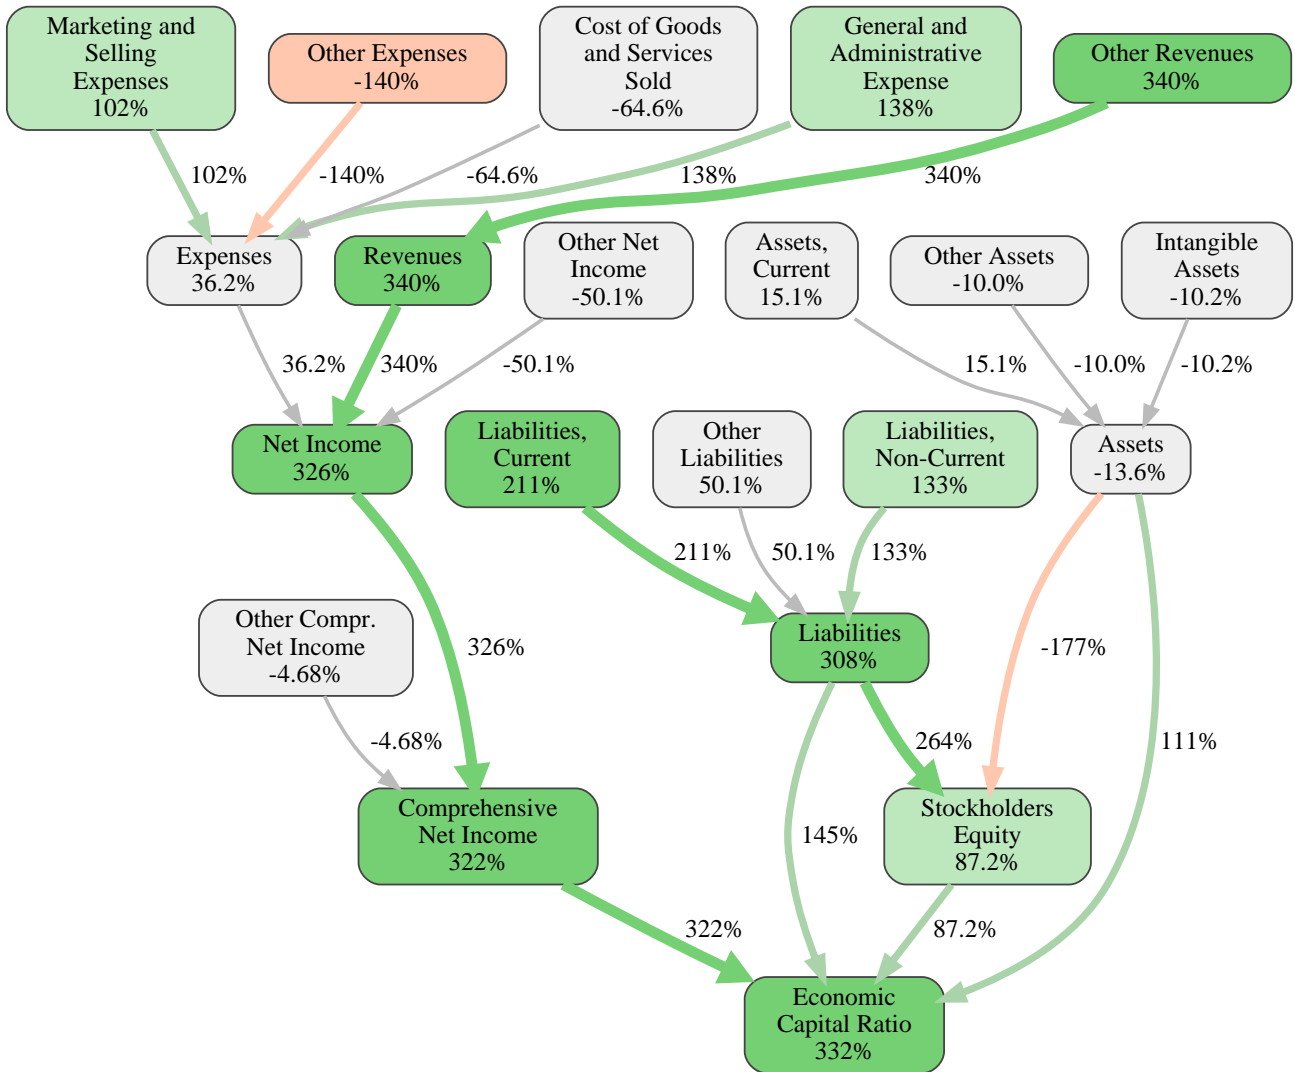 Marketing and
Selling
Expenses
102%
Other Expenses
-140%
Cost of Goods
and Services
Sold
-64.6%
General and
Administrative
Expense
138%
Other Revenues
340%
102%
-140%
-64.6%
138%
340%
Expenses
36.2%
Revenues
340%
Other Net
Income
-50.1%
Assets,
Current
15.1%
Other Assets
-10.0%
Intangible
Assets
-10.2%
36.2%
340%
-50.1%
15.1%
-10.0%
-10.2%
Net Income
326%
Liabilities,
Current
211%
Other
Liabilities
50.1%
Liabilities,
Non-Current
133%
Assets
-13.6%
211%
50.1%
133%
Other Compr.
Net Income
-4.68%
326%
Liabilities
308%
-177%
-4.68%
264%
111%
Comprehensive
Net Income
322%
145%
Stockholders
Equity
87.2%
322%
87.2%
Economic
Capital Ratio
332%